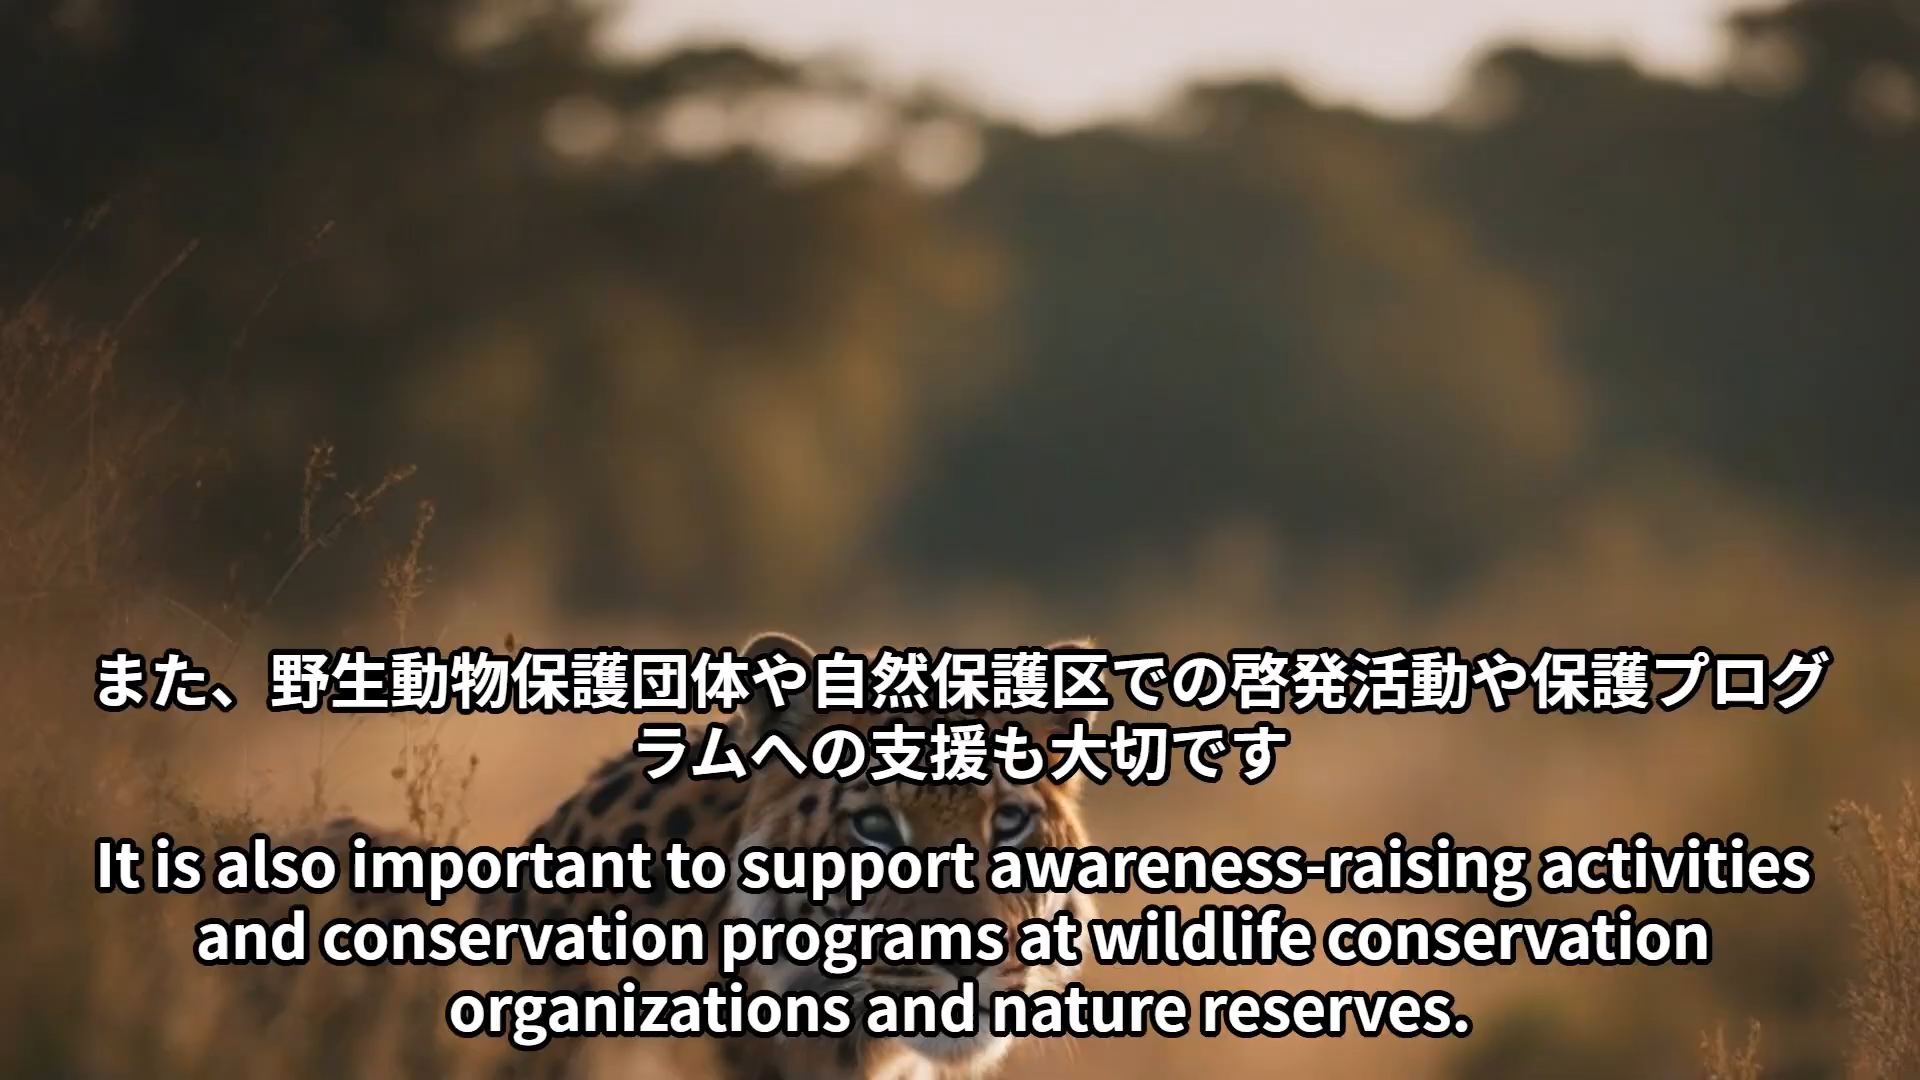 また、野生動物保護団体や自然保護区での啓発活動や保護プログ
ラムへの支援も大切です
It is also important to support awareness-raising activities
and conservation programs at wildlife conservation
organizations and nature reserves.